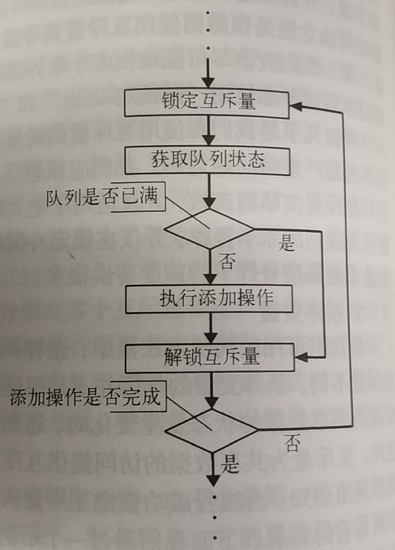 锁定互斥量
获取队列状态
队列是否已满
是
否
执行添加操作
解锁互斥量
添加操作是否完成
否
是